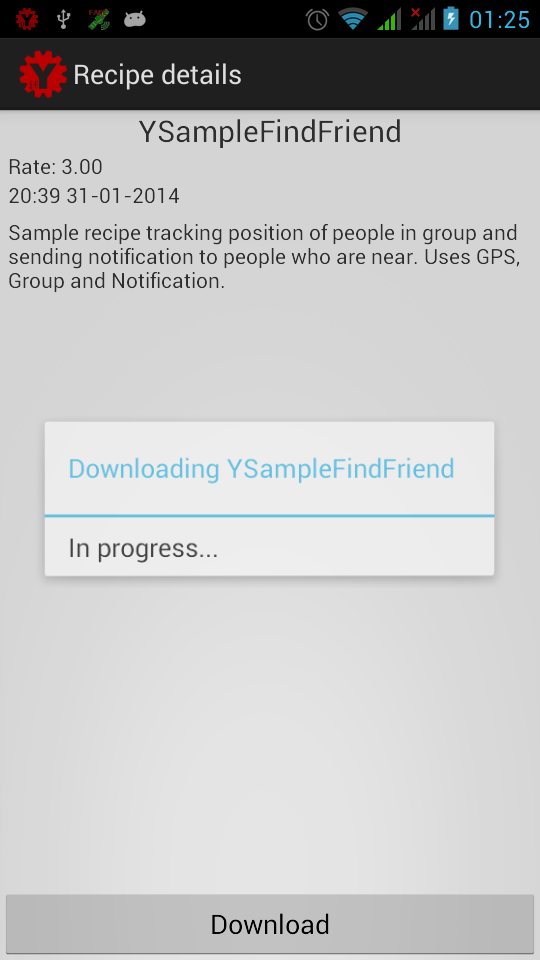 01:25
Recipe details
YSampleFindFriend
Rate: 3.00
20:39 31-01-2014
Sample recipe tracking position of people in group and
sending notification to people who are near. Uses GPS,
Group and Notification.
Downloading YSampleFindFriend
In progress...
Download